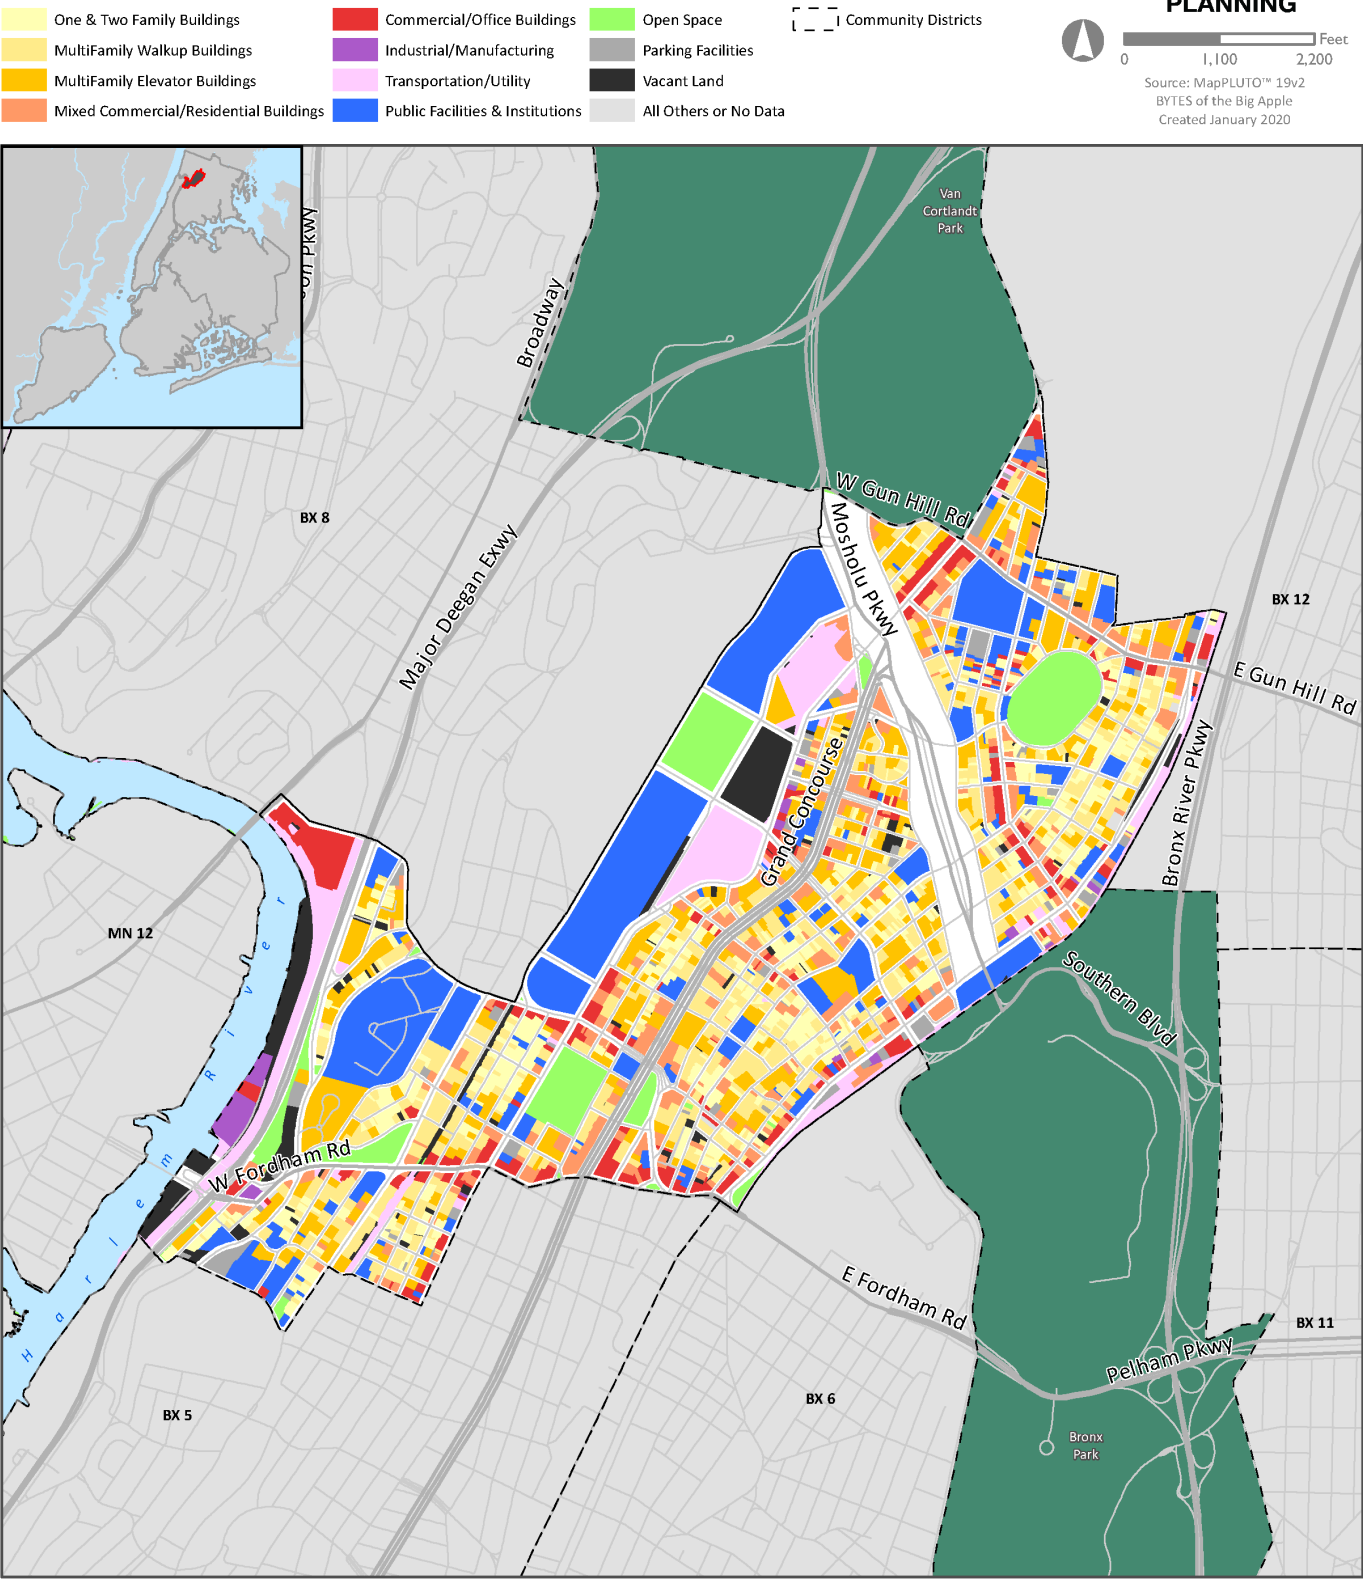 PLANNING
One & Two Family Buildings
MultiFamily Walkup Buildings
MultiFamily Elevator Buildings
Mixed Commercial/Residential Buildings
Commercial/Office Buildings
Industrial/Manufacturing
Transportation/Utility
Public Facilities & Institutions
Open Space
Parking Facilities
Vacant Land
All Others or No Data
Community Districts
Feet
0 1,100 2,200
Source: MapPLUTO™ 19v2
BYTES of the Big Apple
Created January 2020
Van
Cortlandt
Park
Pkwy
Broadway
W Gun Hill Rd
Mosholu Pkwy
BX 8
Major Deegan Exwy
BX 12
E Gun Hill Rd
Grand Concourse
Bronx River Pkwy
MN 12
Harlem River
Southern Blvd
W Fordham Rd
E Fordham Rd
Pelham Pkwy
BX 11
BX 6
BX 5
Bronx
Park